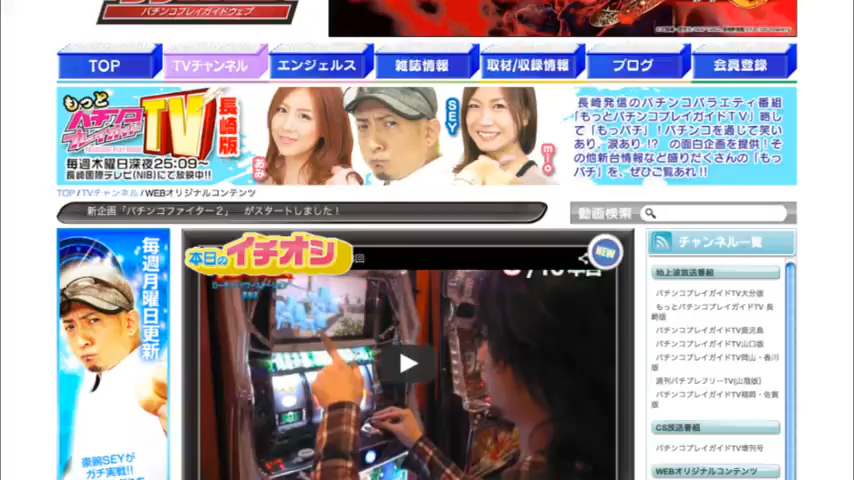 パチンコプレイガイドウェブ
TOP
TVチャンネル
エンジェルス
雑誌情報
取材/収録情報
ブログ
会員登録
もっと
パチンコ
プレイガイド
TV
長崎版
毎週木曜日深夜25:09～
長崎国際テレビ(NIB)にて放映中!!
あみ
SEY
mio
長崎発信のパチンコバラエティ番組
「もっとパチンコプレイガイドTV」略し
て「もっパチ」！パチンコを通じて笑い
あり、涙あり !? の面白企画を提供！そ
の他新台情報など盛りだくさんの「もっ
パチ」を、ぜひご覧あれ!!
TOP / TVチャンネル / WEBオリジナルコンテンツ
新企画「パチンコファイター２」 がスタートしました！
動画検索
毎週月曜日更新
豪腕SEYが
ガチ実戦!!
本日のイチオシ
回
NEW
チャンネル一覧
地上波放送番組
パチンコプレイガイドTV大分版
もっとパチンコプレイガイドTV 長
崎版
パチンコプレイガイドTV鹿児島
パチンコプレイガイドTV山口版
パチンコプレイガイドTV岡山・香川
版
週刊パチプレフリーTV(山陰版)
パチンコプレイガイドTV福岡・佐賀
版
CS放送番組
パチンコプレイガイドTV増刊号
WEBオリジナルコンテンツ